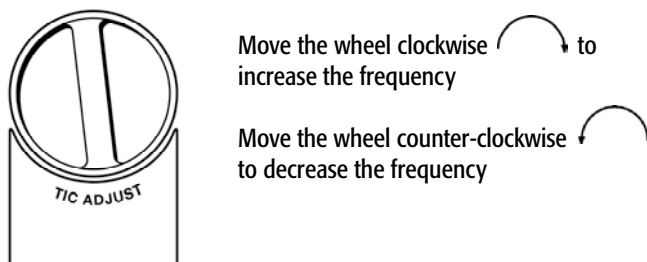 Move the wheel clockwise to
increase the frequency
Move the wheel counter-clockwise
to decrease the frequency
TIC ADJUST